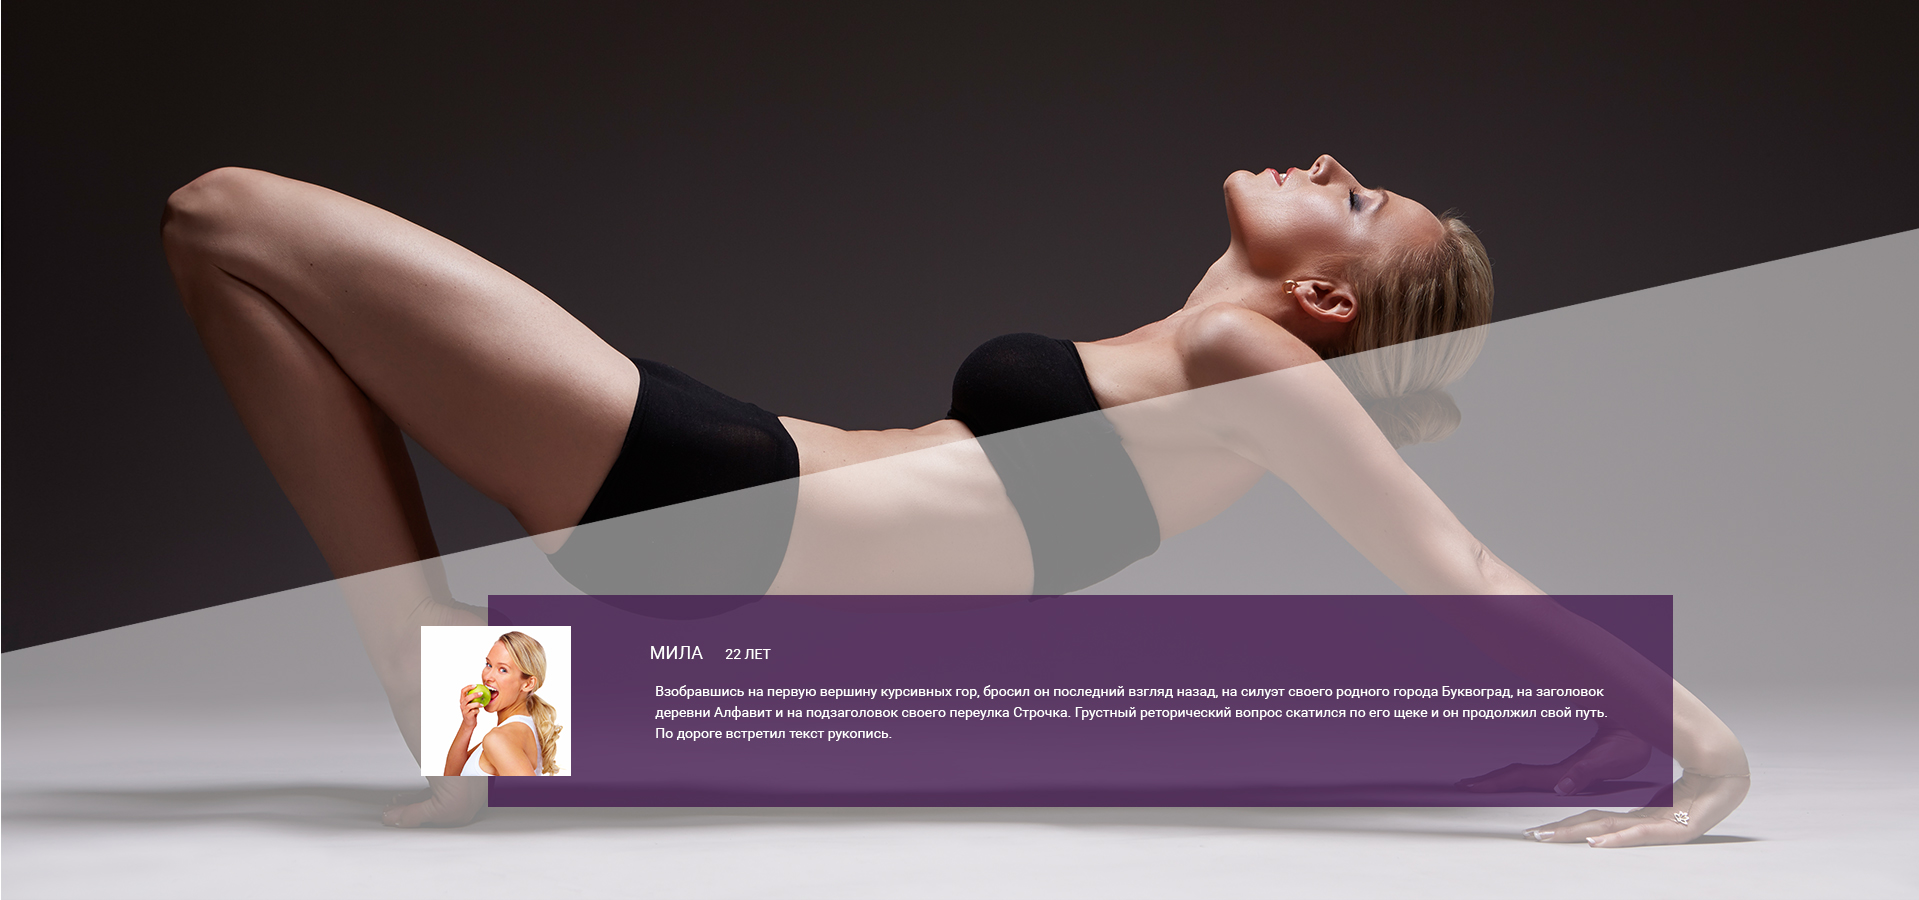 МИЛА 22 ЛЕТ
Взобравшись на первую вершину курсивных гор, бросил он последний взгляд назад, на силуэт своего родного города Буквоград, на заголовок
деревни Алфавит и на подзаголовок своего переулка Строчка. Грустный реторический вопрос скатился по его щеке и он продолжил свой путь.
По дороге встретил текст рукопись.